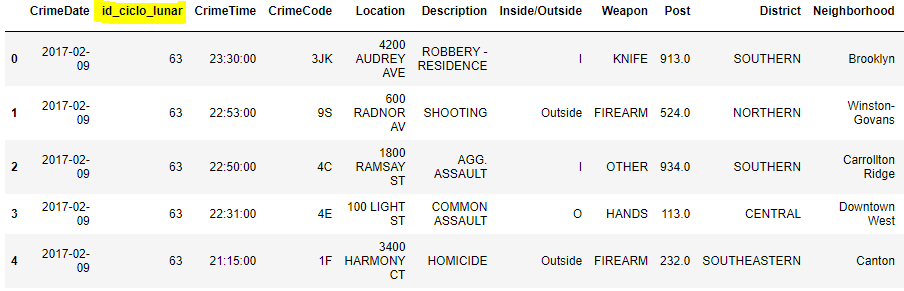 CrimeDate id_ciclo_lunar CrimeTime CrimeCode Location Description Inside/Outside Weapon Post District Neighborhood
0 2017-02-09 63 23:30:00 3JK 4200 AUDREY AVE ROBBERY - RESIDENCE I KNIFE 913.0 SOUTHERN Brooklyn
1 2017-02-09 63 22:53:00 9S 600 RADNOR AV SHOOTING Outside FIREARM 524.0 NORTHERN Winston-Govans
2 2017-02-09 63 22:50:00 4C 1800 RAMSAY ST AGG. ASSAULT I OTHER 934.0 SOUTHERN Carrollton Ridge
3 2017-02-09 63 22:31:00 4E 100 LIGHT ST COMMON ASSAULT O HANDS 113.0 CENTRAL Downtown West
4 2017-02-09 63 21:15:00 1F 3400 HARMONY CT HOMICIDE Outside FIREARM 232.0 SOUTHEASTERN Canton